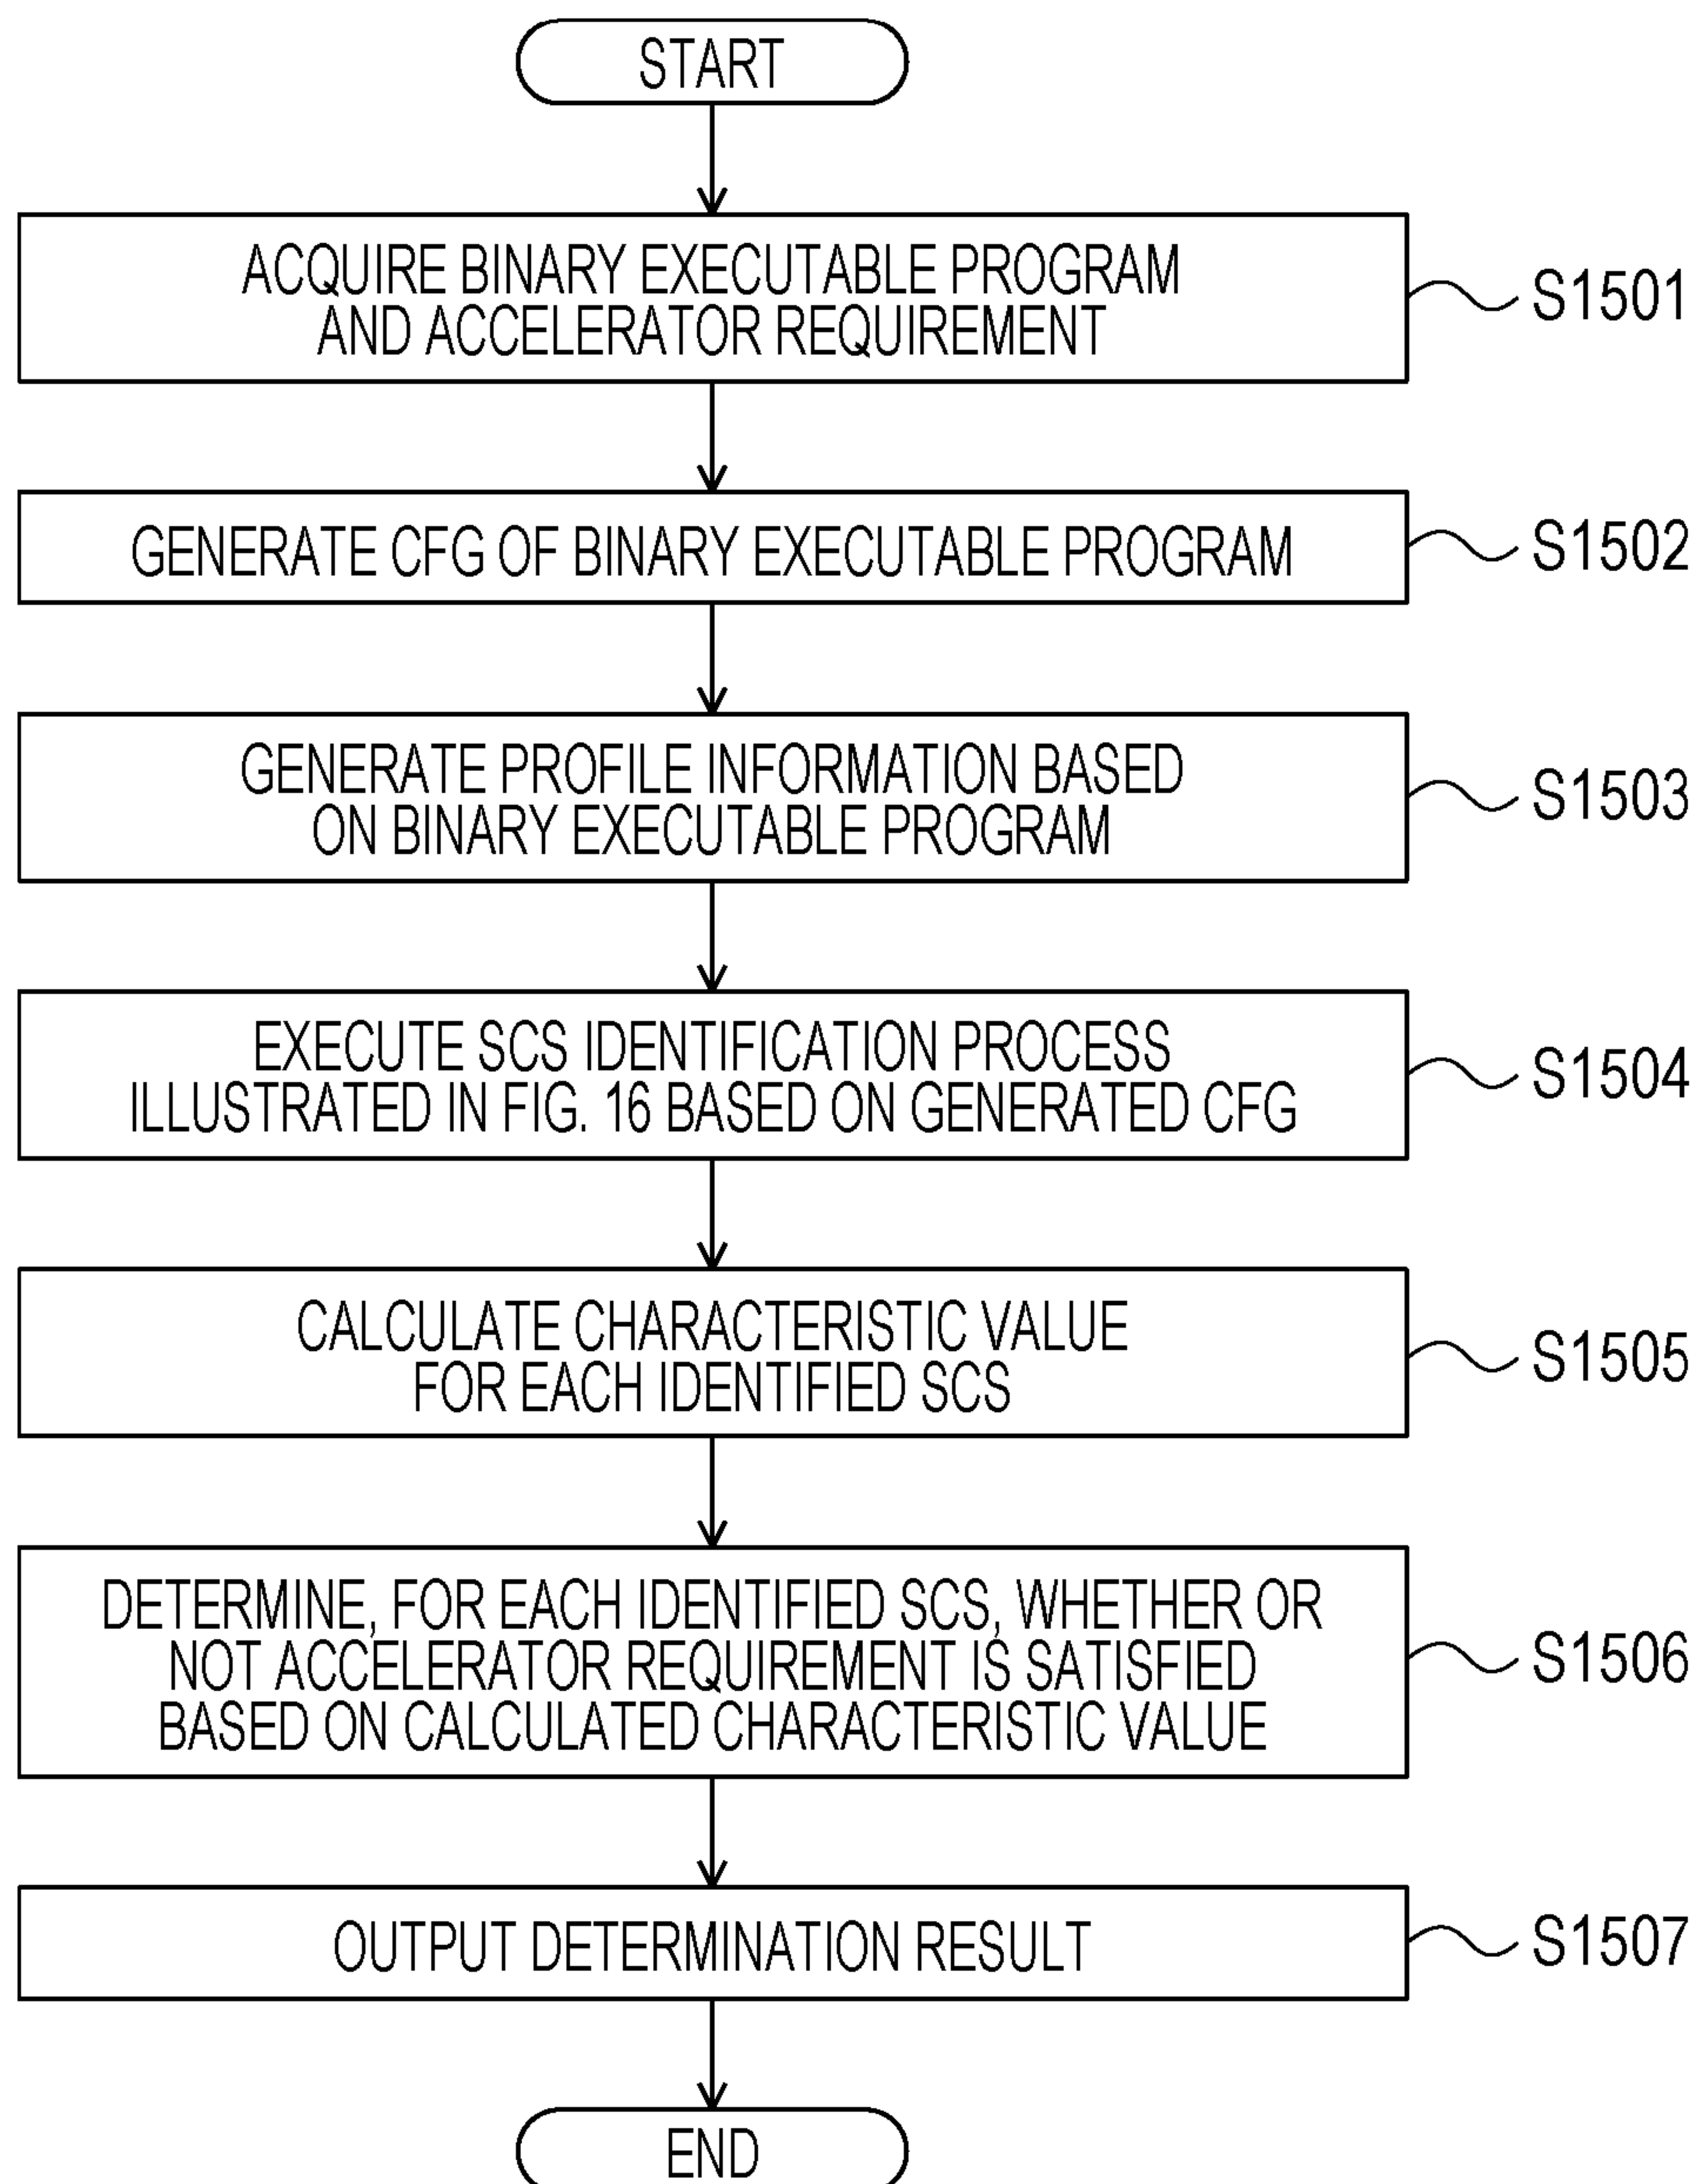 START
ACQUIRE BINARY EXECUTABLE PROGRAM
AND ACCELERATOR REQUIREMENT
S1501
GENERATE CFG OF BINARY EXECUTABLE PROGRAM
S1502
GENERATE PROFILE INFORMATION BASED
ON BINARY EXECUTABLE PROGRAM
S1503
EXECUTE SCS IDENTIFICATION PROCESS
ILLUSTRATED IN FIG. 16 BASED ON GENERATED CFG
S1504
CALCULATE CHARACTERISTIC VALUE
FOR EACH IDENTIFIED SCS
S1505
DETERMINE, FOR EACH IDENTIFIED SCS, WHETHER OR
NOT ACCELERATOR REQUIREMENT IS SATISFIED
BASED ON CALCULATED CHARACTERISTIC VALUE
S1506
OUTPUT DETERMINATION RESULT
S1507
END